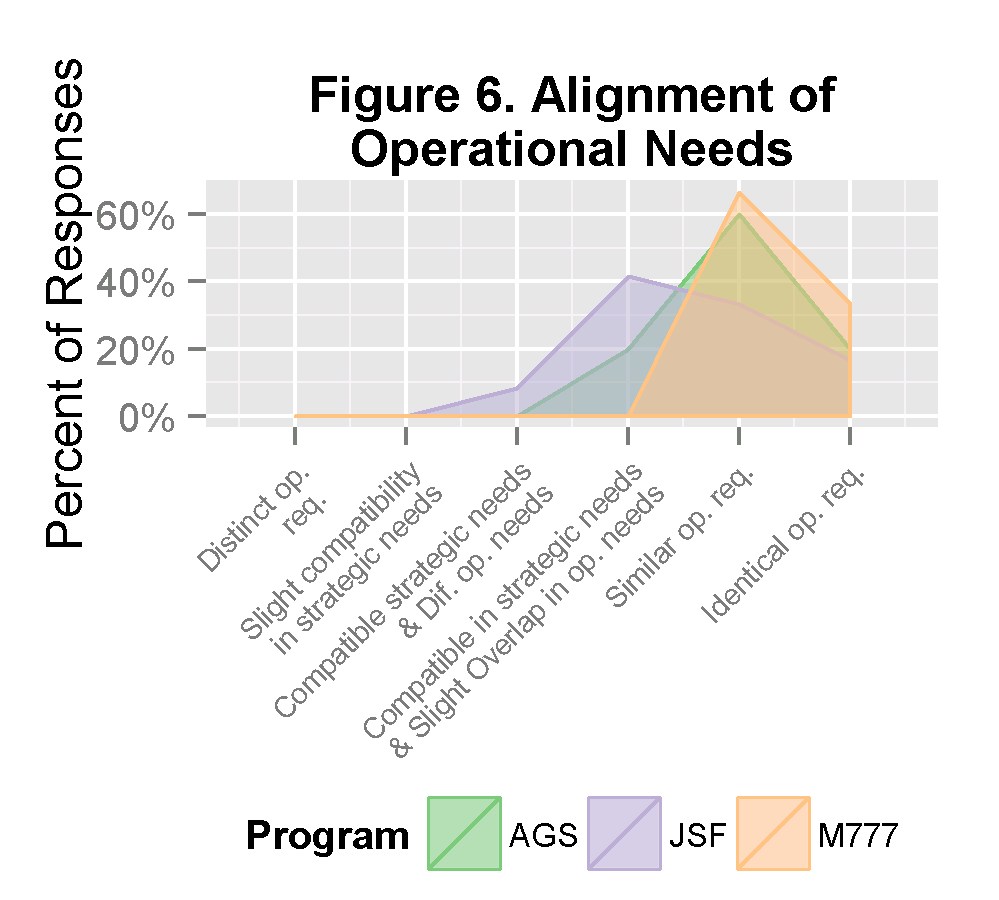 Figure 6. Alignment of
Operational Needs
Percent of Responses
60%
40%
20%
0%
Distinct op.
req.
Slight compatibility
in strategic needs
Compatible strategic needs
& Dif. op. needs
Compatible in strategic needs
& Slight Overlap in op. needs
Similar op. req.
Identical op. req.
Program AGS JSF M777